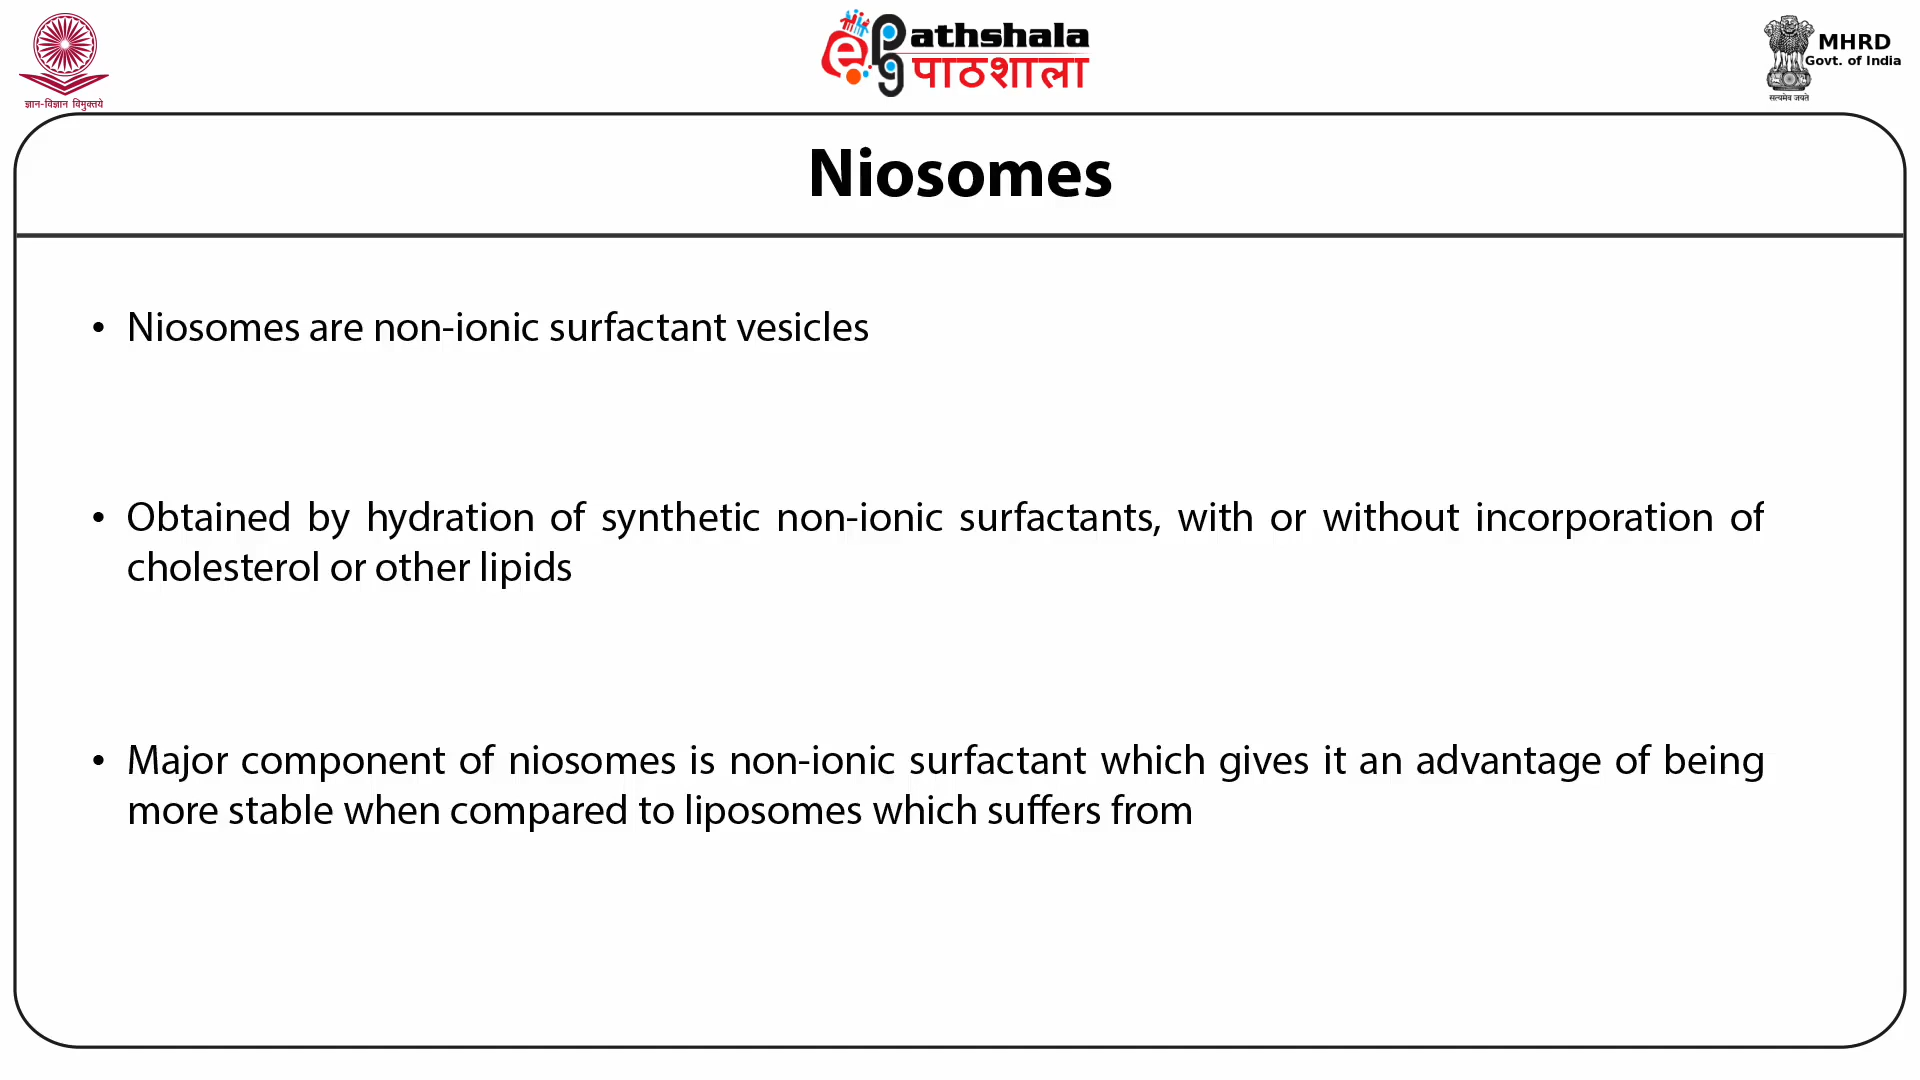 ज्ञान-विज्ञान विमुक्तये
ePG Pathshala
पाठशाला
MHRD
Govt. of India
सत्यमेव जयते
Niosomes
• Niosomes are non-ionic surfactant vesicles
• Obtained by hydration of synthetic non-ionic surfactants, with or without incorporation of
cholesterol or other lipids
• Major component of niosomes is non-ionic surfactant which gives it an advantage of being
more stable when compared to liposomes which suffers from